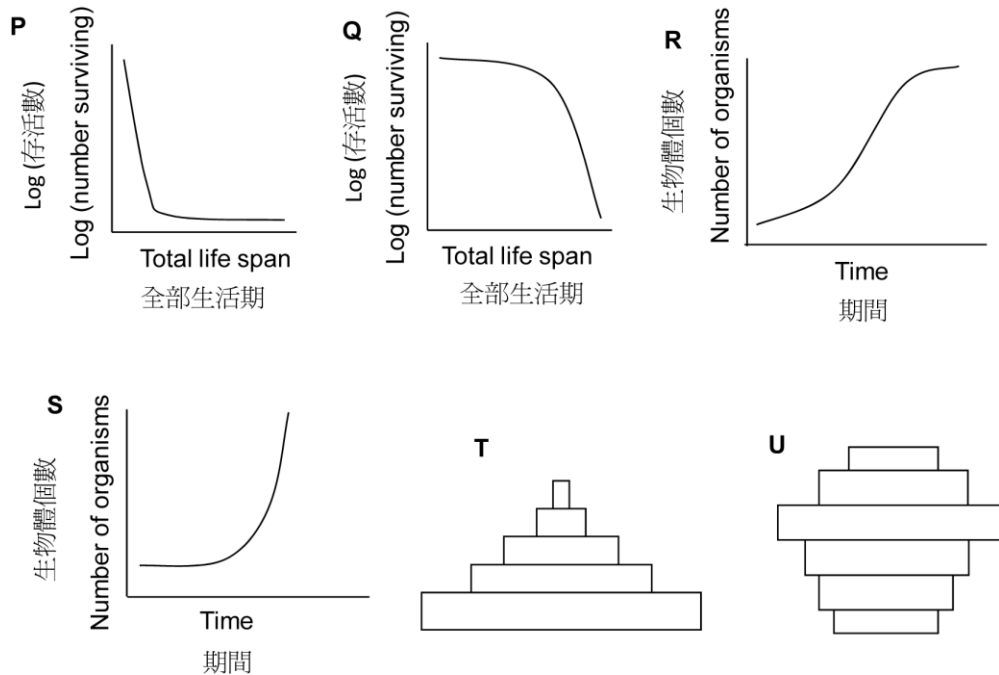 P
Log (存活數)
Log (number surviving)
Total life span
全部生活期
Q
Log (存活數)
Log (number surviving)
Total life span
全部生活期
R
生物體個數
Number of organisms
Time
期間
S
生物體個數
Number of organisms
Time
期間
T
U